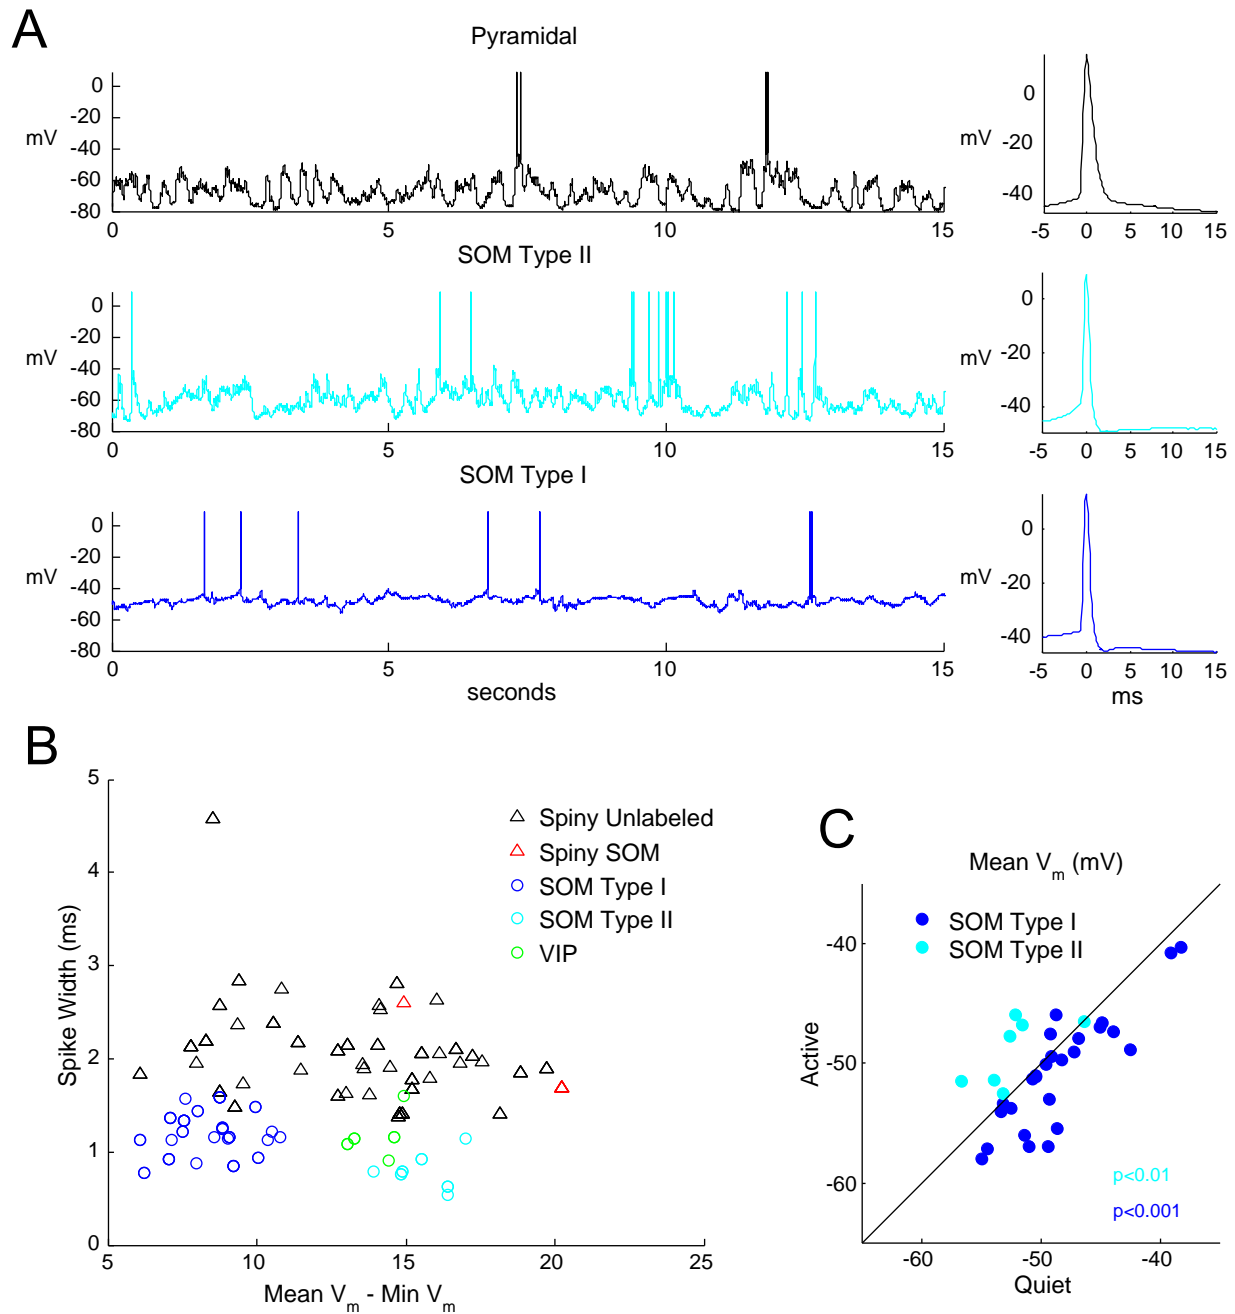 A
Pyramidal
0
-20
mV
-40
-60
-80
0
5
10
15
0
mV
-20
-40
-5
0
5
10
15
SOM Type II
0
-20
mV
-40
-60
-80
0
5
10
15
0
mV
-20
-40
-5
0
5
10
15
SOM Type I
0
-20
mV
-40
-60
-80
0
5
10
15
seconds
0
mV
-20
-40
-5
0
5
10
15
ms
B
5
4
3
2
1
0
Spike Width (ms)
5
10
15
20
25
Mean Vm - Min Vm
Spiny Unlabeled
Spiny SOM
SOM Type I
SOM Type II
VIP
C
Mean Vm (mV)
SOM Type I
SOM Type II
-40
-50
-60
Active
p<0.01
p<0.001
-60
-50
-40
Quiet